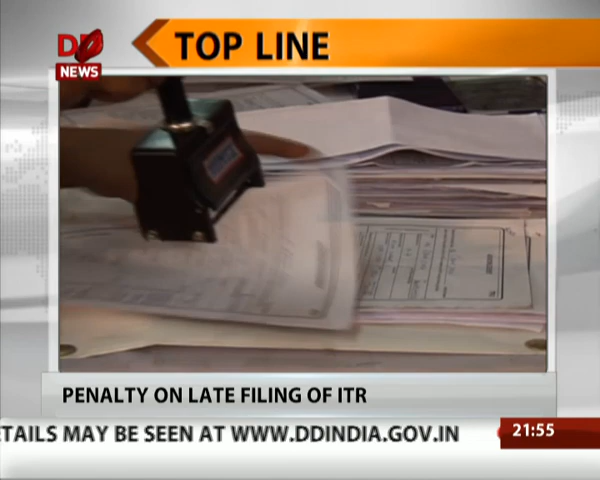 DD
NEWS
TOP LINE
PENALTY ON LATE FILING OF ITR
ETAILS MAY BE SEEN AT WWW.DDINDIA.GOV.IN
21:55